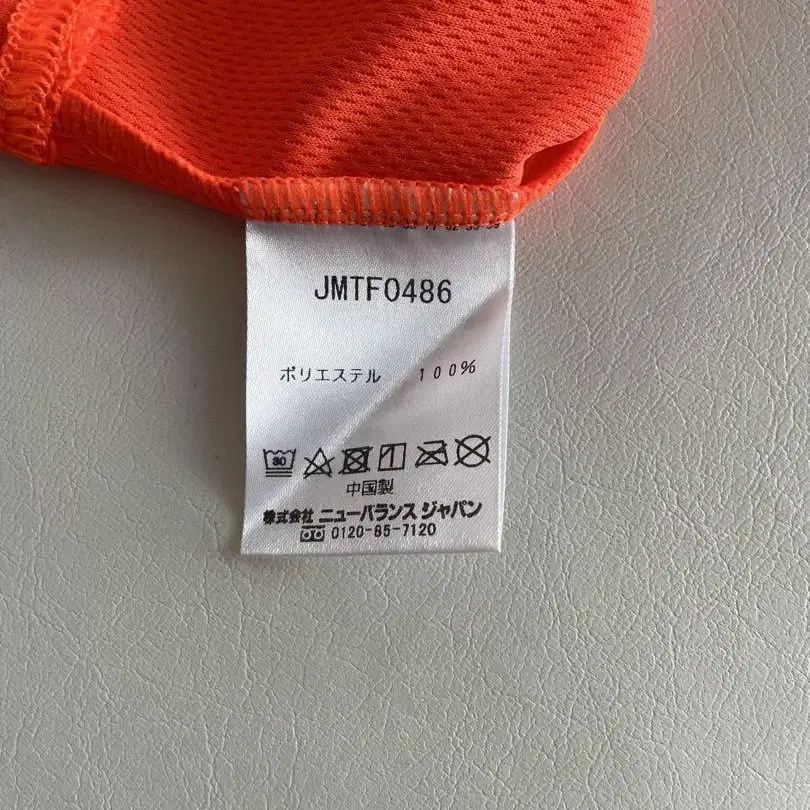 JMTF0486
ポリエステル 100%
30
中国製
株式会社 ニューバランス ジャパン
0120-85-7120